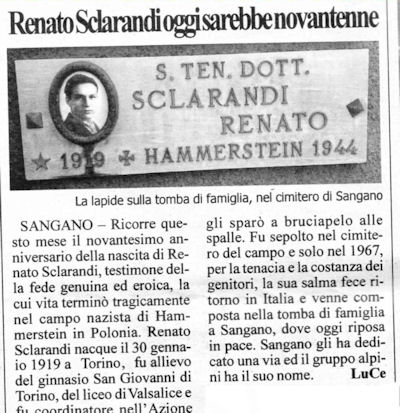 Renato Sclarandi oggi sarebbe novantenne
S. TEN. DOTT.
SCLARANDI
RENATO
★ 1919 ✠ HAMMERSTEIN 1944
La lapide sulla tomba di famiglia, nel cimitero di Sangano
SANGANO – Ricorre que-
sto mese il novantesimo an-
niversario della nascita di Re-
nato Sclarandi, testimone del-
la fede genuina ed eroica, la
cui vita terminò tragicamente
nel campo nazista di Ham-
merstein in Polonia. Renato
Sclarandi nacque il 30 genna-
io 1919 a Torino, fu allievo
del ginnasio San Giovanni di
Torino, del liceo di Valsalice e
fu coordinatore nell'Azione
gli sparò a bruciapelo alle
spalle. Fu sepolto nel cimite-
ro del campo e solo nel 1967,
per la tenacia e la costanza dei
genitori, la sua salma fece ri-
torno in Italia e venne com-
posta nella tomba di famiglia
a Sangano, dove oggi riposa
in pace. Sangano gli ha dedi-
cato una via ed il gruppo alpi-
ni ha il suo nome. LuCe